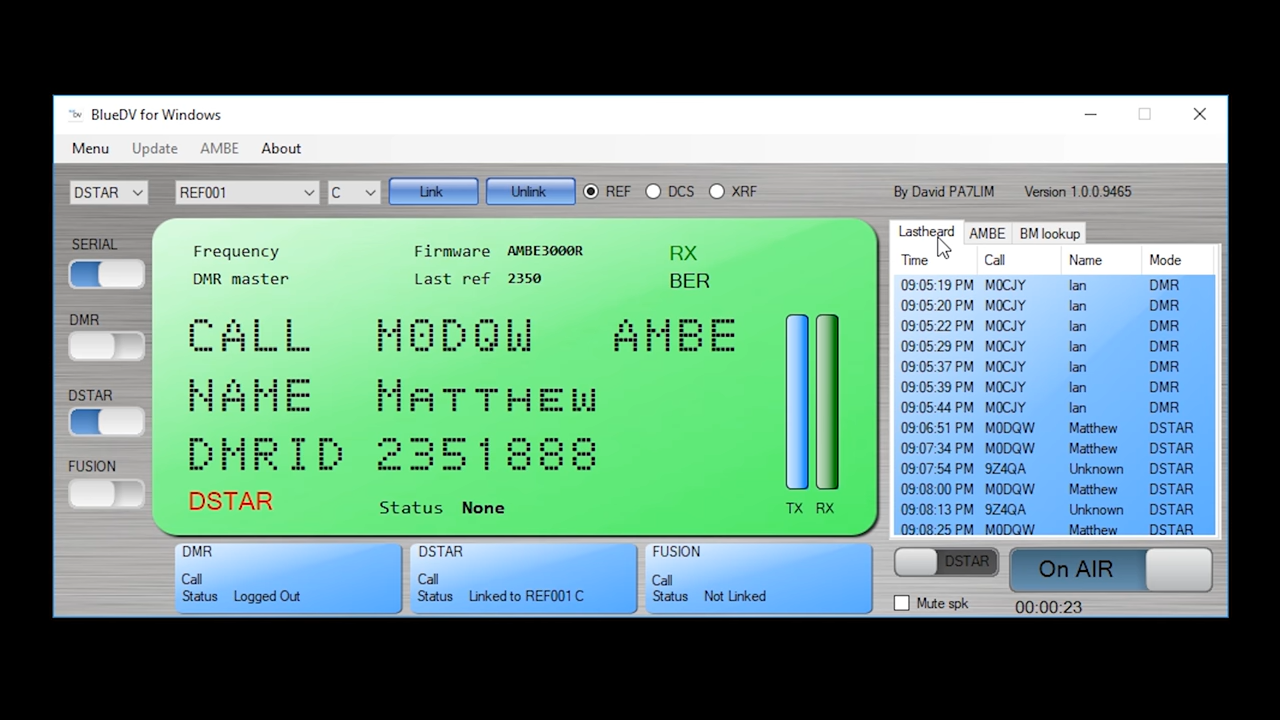 BlueDV for Windows
Menu Update AMBE About
DSTAR REF001 C Link Unlink REF DCS XRF By David PA7LIM Version 1.0.0.9465
SERIAL
DMR
DSTAR
FUSION
Frequency Firmware AMBE3000R RX
DMR master Last ref 2350 BER
CALL M0DQW AMBE
NAME Matthew
DMRID 2351888
DSTAR Status None TX RX
Lastheard AMBE BM lookup
Time Call Name Mode
09:05:19 PM M0CJY Ian DMR
09:05:20 PM M0CJY Ian DMR
09:05:22 PM M0CJY Ian DMR
09:05:29 PM M0CJY Ian DMR
09:05:37 PM M0CJY Ian DMR
09:05:39 PM M0CJY Ian DMR
09:05:44 PM M0CJY Ian DMR
09:06:51 PM M0DQW Matthew DSTAR
09:07:34 PM M0DQW Matthew DSTAR
09:07:54 PM 9Z4QA Unknown DSTAR
09:08:00 PM M0DQW Matthew DSTAR
09:08:13 PM 9Z4QA Unknown DSTAR
09:08:25 PM M0DQW Matthew DSTAR
DMR
Call
Status Logged Out
DSTAR
Call
Status Linked to REF001 C
FUSION
Call
Status Not Linked
DSTAR On AIR
Mute spk 00:00:23